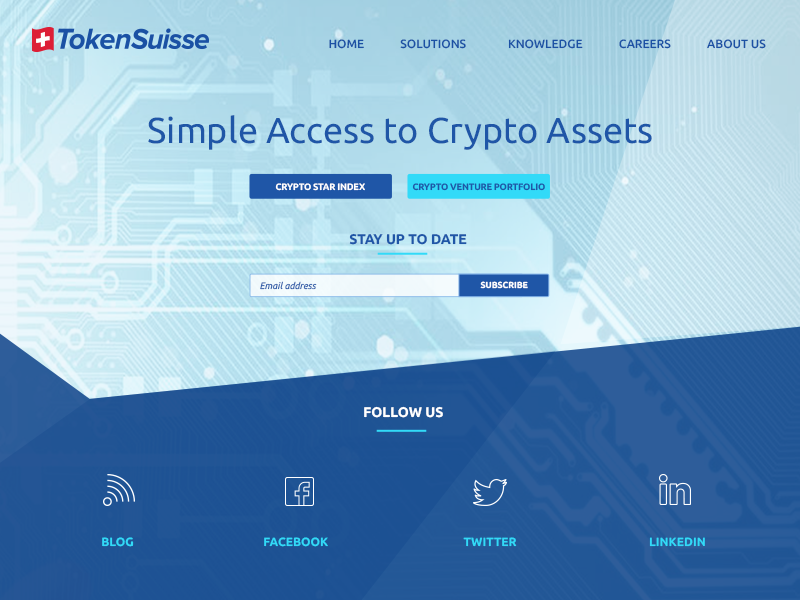 TokenSuisse
HOME SOLUTIONS KNOWLEDGE CAREERS ABOUT US
Simple Access to Crypto Assets
CRYPTO STAR INDEX CRYPTO VENTURE PORTFOLIO
STAY UP TO DATE
Email address SUBSCRIBE
FOLLOW US
BLOG FACEBOOK TWITTER LINKEDIN